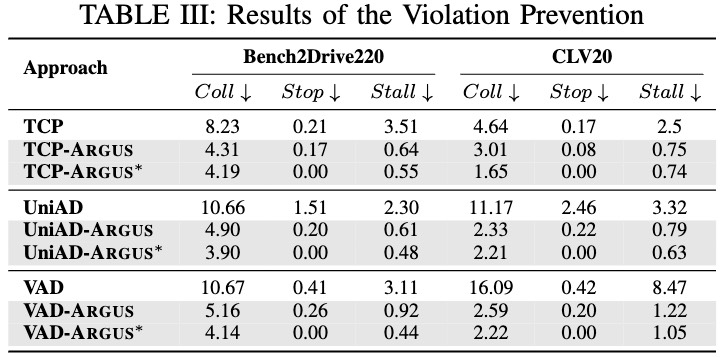 TABLE III: Results of the Violation Prevention
Approach Bench2Drive220 CLV20
Coll ↓ Stop ↓ Stall ↓ Coll ↓ Stop ↓ Stall ↓
TCP 8.23 0.21 3.51 4.64 0.17 2.5
TCP-ARGUS 4.31 0.17 0.64 3.01 0.08 0.75
TCP-ARGUS* 4.19 0.00 0.55 1.65 0.00 0.74
UniAD 10.66 1.51 2.30 11.17 2.46 3.32
UniAD-ARGUS 4.90 0.20 0.61 2.33 0.22 0.79
UniAD-ARGUS* 3.90 0.00 0.48 2.21 0.00 0.63
VAD 10.67 0.41 3.11 16.09 0.42 8.47
VAD-ARGUS 5.16 0.26 0.92 2.59 0.20 1.22
VAD-ARGUS* 4.14 0.00 0.44 2.22 0.00 1.05